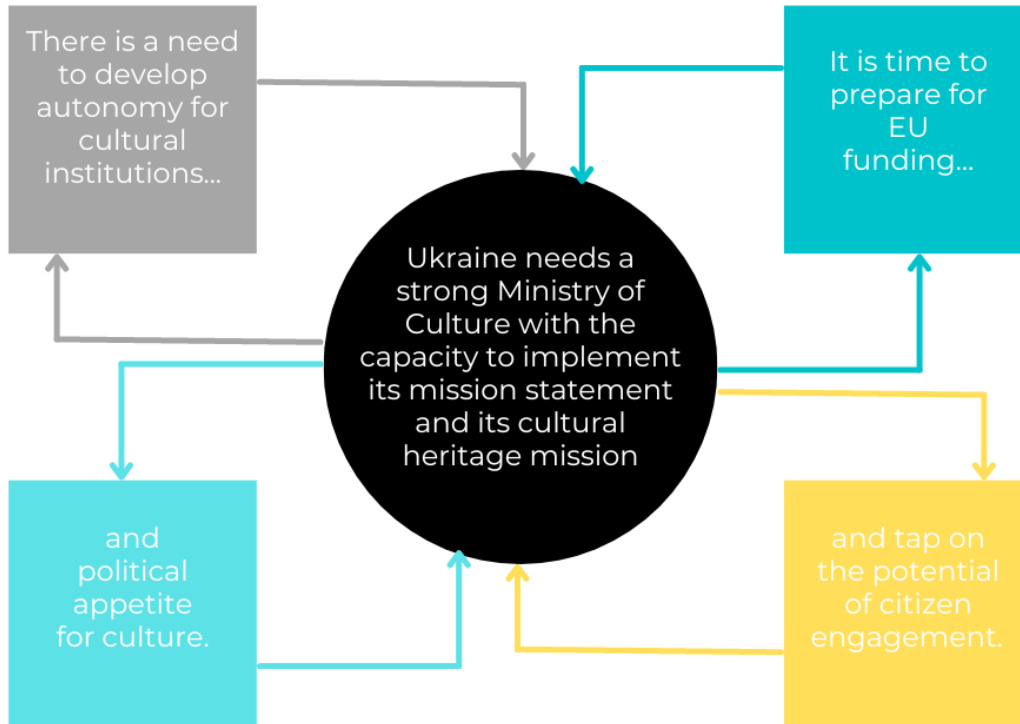 There is a need
to develop
autonomy for
cultural
institutions...
It is time to
prepare for
EU
funding...
Ukraine needs a
strong Ministry of
Culture with the
capacity to implement
its mission statement
and its cultural
heritage mission
and
political
appetite
for culture.
and tap on
the potential
of citizen
engagement.